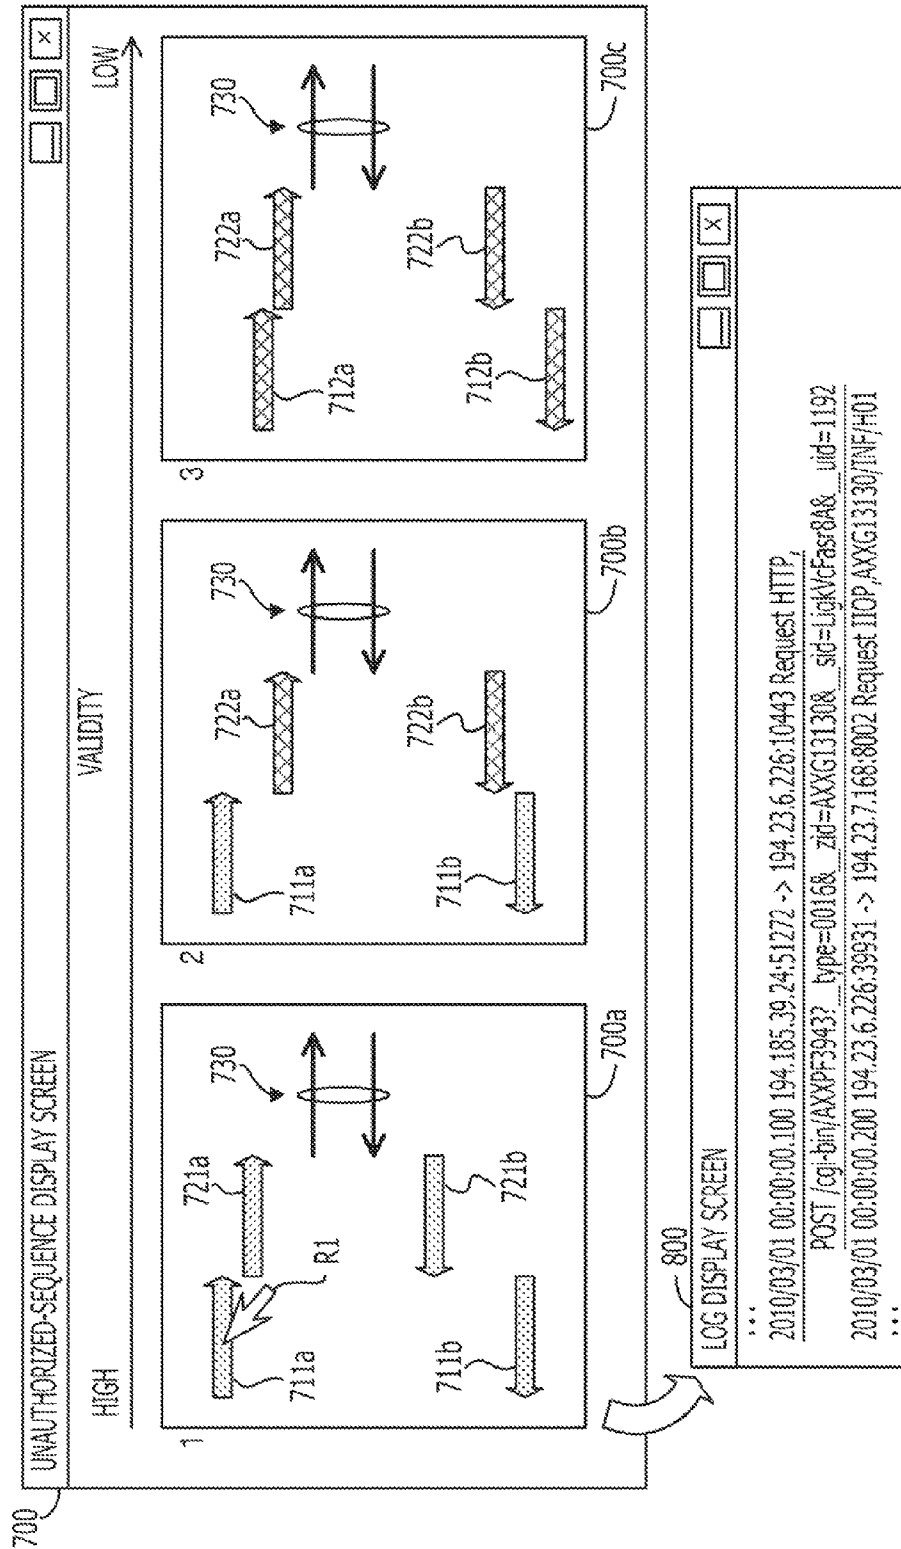 700
UNAUTHORIZED-SEQUENCE DISPLAY SCREEN
×
VALIDITY
HIGH
LOW
1
711a
721a
730
R1
711b
721b
700a
2
711a
722a
730
711b
722b
700b
3
712a
722a
730
712b
722b
700c
800
LOG DISPLAY SCREEN
×
...
2010/03/01 00:00:00.100 194.185.39.24:51272 -> 194.23.6.226:10443 Request HTTP,
POST /cgi-bin/AXXPF3943?__type=0016&__zid=AXXG13130&__sid=LigkVcFasr8A&__uid=1192
2010/03/01 00:00:00.200 194.23.6.226:39931 -> 194.23.7.168:8002 Request IIOP,AXXG13130/INF/H01
...